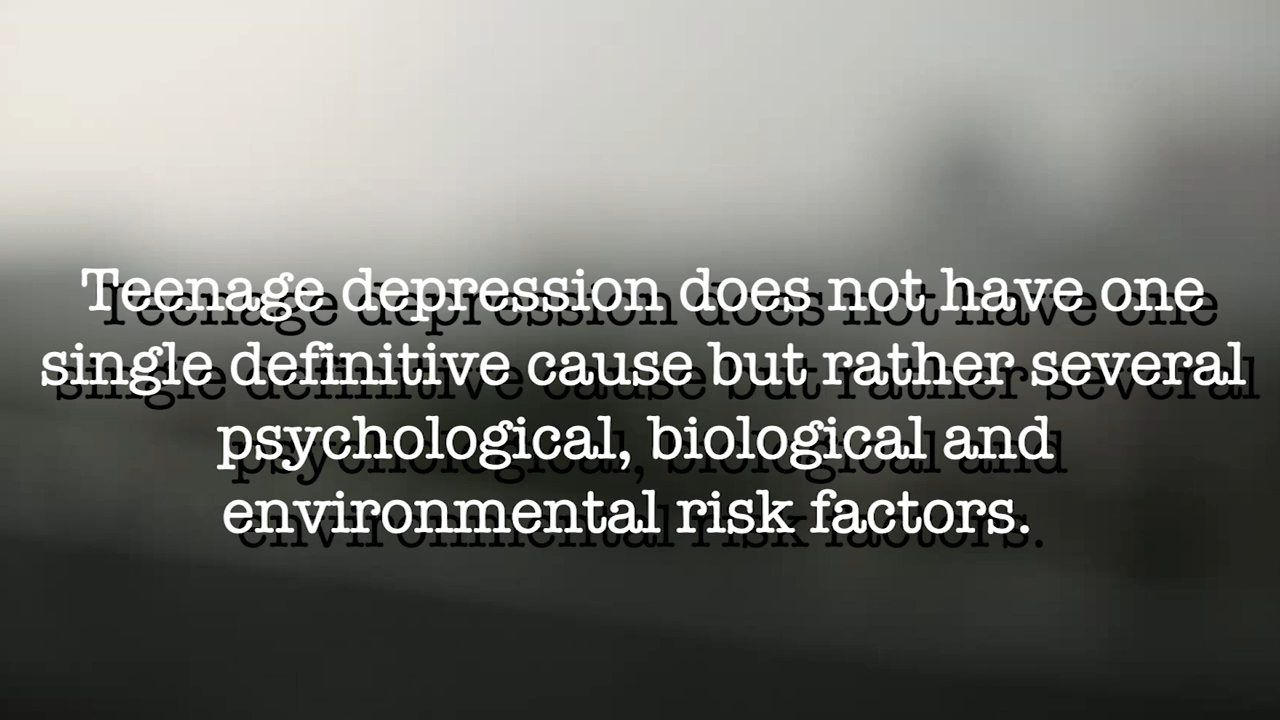 Teenage depression does not have one
single definitive cause but rather several
psychological, biological and
environmental risk factors.